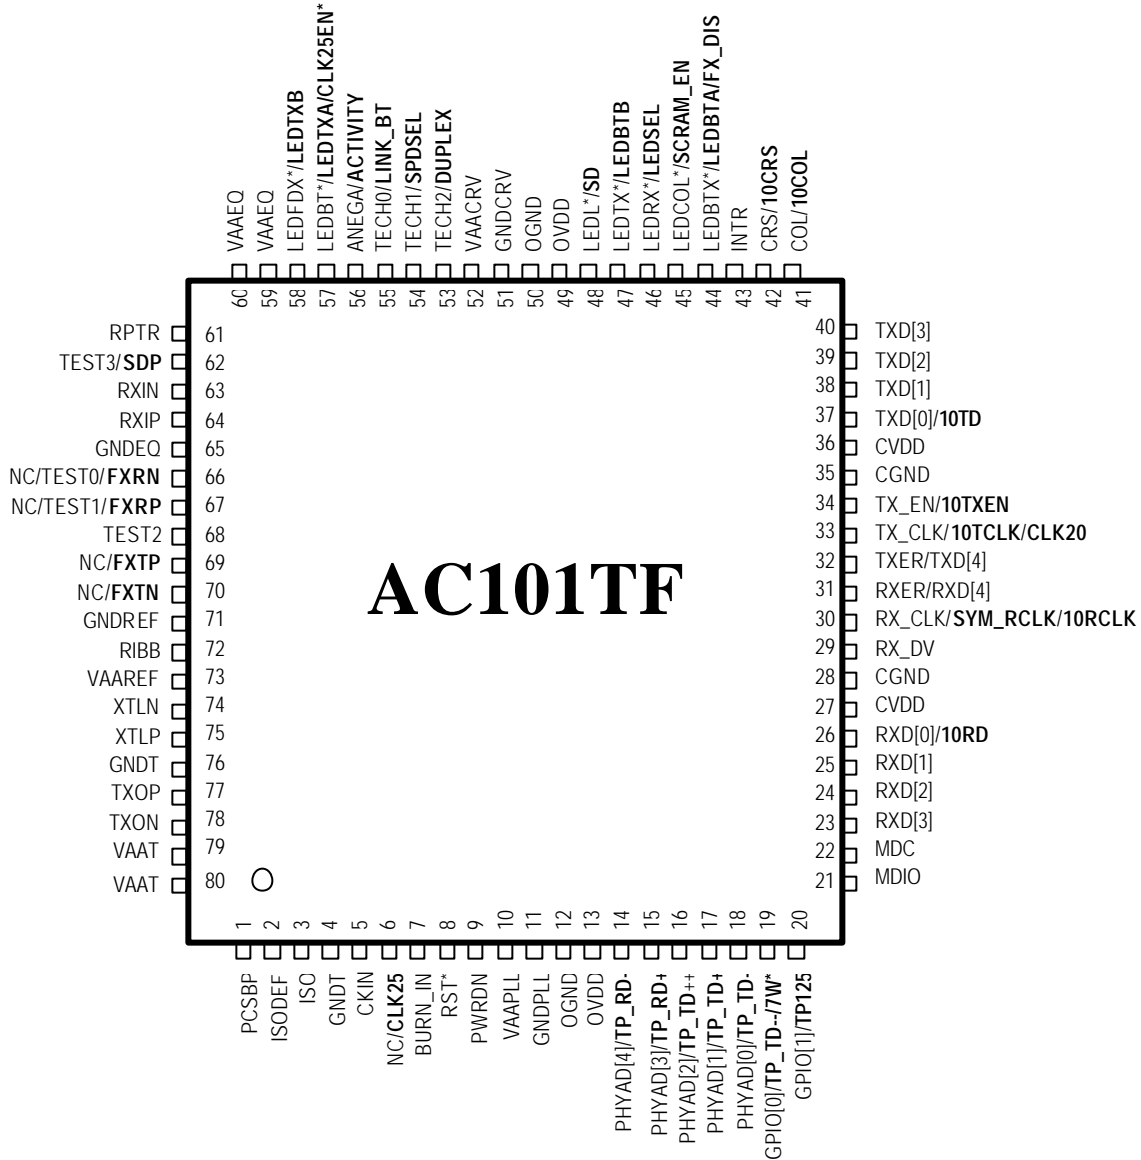 VAAEQ
VAAEQ
LEDFDX*/LEDTXB
LEDBT*/LEDTXA/CLK25EN*
ANEGA/ACTIVITY
TECH0/LINK_BT
TECH1/SPDSEL
TECH2/DUPLEX
VAACRV
GNDCRV
OGND
OVDD
LEDL*/SD
LEDTX*/LEDBTB
LEDRX*/LEDSEL
LEDCOL*/SCRAM_EN
LEDBTX*/LEDBTA/FX_DIS
INTR
CRS/10CRS
COL/10COL
60 59 58 57 56 55 54 53 52 51 50 49 48 47 46 45 44 43 42 41
RPTR 61
TEST3/SDP 62
RXIN 63
RXIP 64
GNDEQ 65
NC/TEST0/FXRN 66
NC/TEST1/FXRP 67
TEST2 68
NC/FXTP 69
NC/FXTN 70
GNDREF 71
RIBB 72
VAAREF 73
XTLN 74
XTLP 75
GNDT 76
TXOP 77
TXON 78
VAAT 79
VAAT 80
AC101TF
40 TXD[3]
39 TXD[2]
38 TXD[1]
37 TXD[0]/10TD
36 CVDD
35 CGND
34 TX_EN/10TXEN
33 TX_CLK/10TCLK/CLK20
32 TXER/TXD[4]
31 RXER/RXD[4]
30 RX_CLK/SYM_RCLK/10RCLK
29 RX_DV
28 CGND
27 CVDD
26 RXD[0]/10RD
25 RXD[1]
24 RXD[2]
23 RXD[3]
22 MDC
21 MDIO
1 2 3 4 5 6 7 8 9 10 11 12 13 14 15 16 17 18 19 20
PCSBP
ISODEF
ISO
GNDT
CKIN
NC/CLK25
BURN_IN
RST*
PWRDN
VAAPLL
GNDPLL
OGND
OVDD
PHYAD[4]/TP_RD-
PHYAD[3]/TP_RD+
PHYAD[2]/TP_TD++
PHYAD[1]/TP_TD+
PHYAD[0]/TP_TD-
GPIO[0]/TP_TD--/7W*
GPIO[1]/TP125